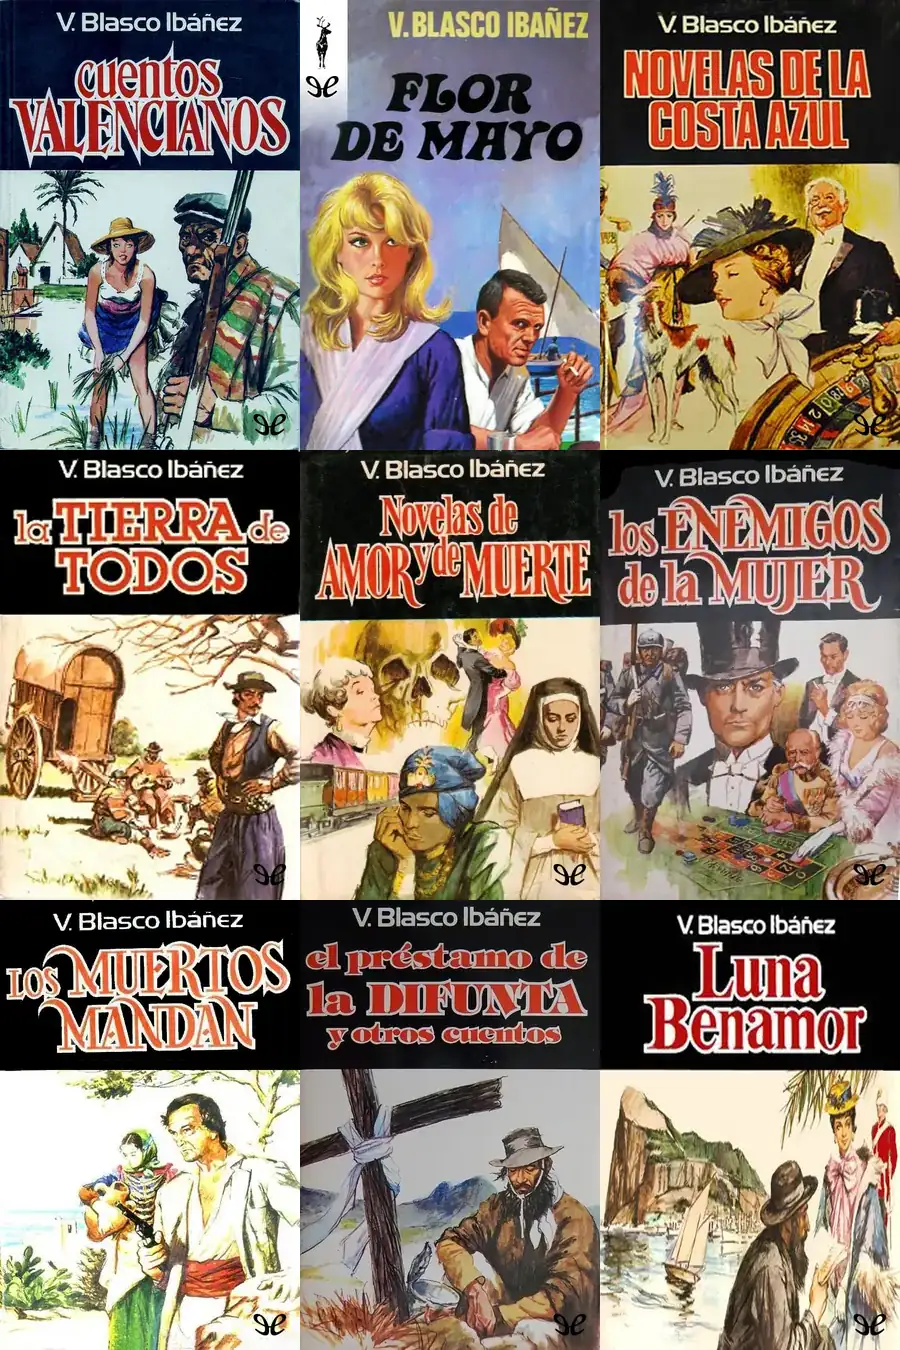 V. Blasco Ibáñez
cuentos
VALENCIANOS
V. BLASCO IBAÑEZ
FLOR
DE MAYO
V. Blasco Ibáñez
NOVELAS DE LA
COSTA AZUL
V. Blasco Ibáñez
la TIERRA de
TODOS
V. Blasco Ibáñez
Novelas de
AMOR y de MUERTE
V. Blasco Ibáñez
los ENEMIGOS
de la MUJER
V. Blasco Ibáñez
LOS MUERTOS
MANDAN
V. Blasco Ibáñez
el préstamo de
la DIFUNTA
y otros cuentos
V. Blasco Ibáñez
Luna
Benamor